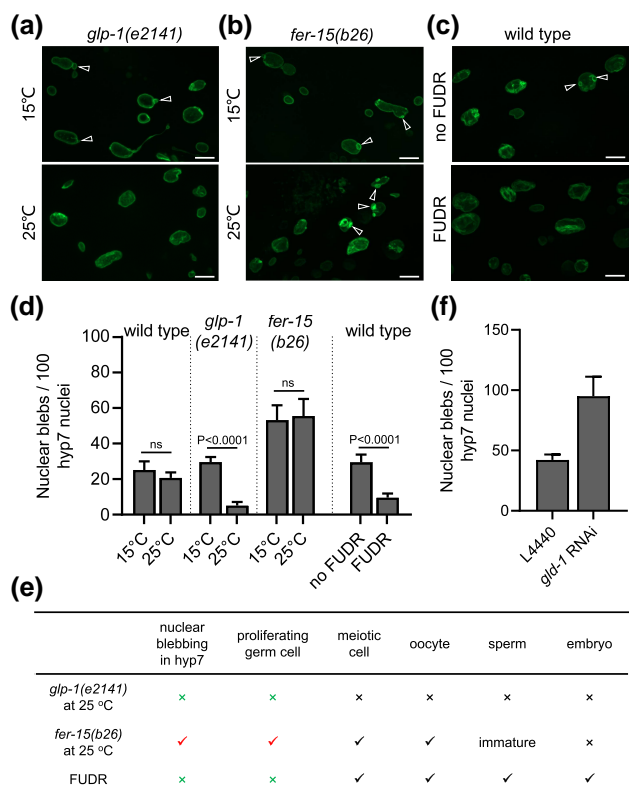 (a) glp-1(e2141)
(b) fer-15(b26)
(c) wild type
15°C
15°C
no FUDR
25°C
25°C
FUDR
(d)
wild type
glp-1
(e2141)
fer-15
(b26)
wild type
Nuclear blebs / 100
hyp7 nuclei
100
80
60
40
20
0
ns
P<0.0001
ns
P<0.0001
15°C
25°C
15°C
25°C
15°C
25°C
no FUDR
FUDR
(f)
Nuclear blebs / 100
hyp7 nuclei
150
100
50
0
L4440
gld-1 RNAi
(e)
nuclear
blebbing
in hyp7
proliferating
germ cell
meiotic
cell
oocyte
sperm
embryo
glp-1(e2141)
at 25 °C
× × × × × ×
fer-15(b26)
at 25 °C
✓ ✓ ✓ ✓ immature ×
FUDR
× × ✓ ✓ ✓ ✓